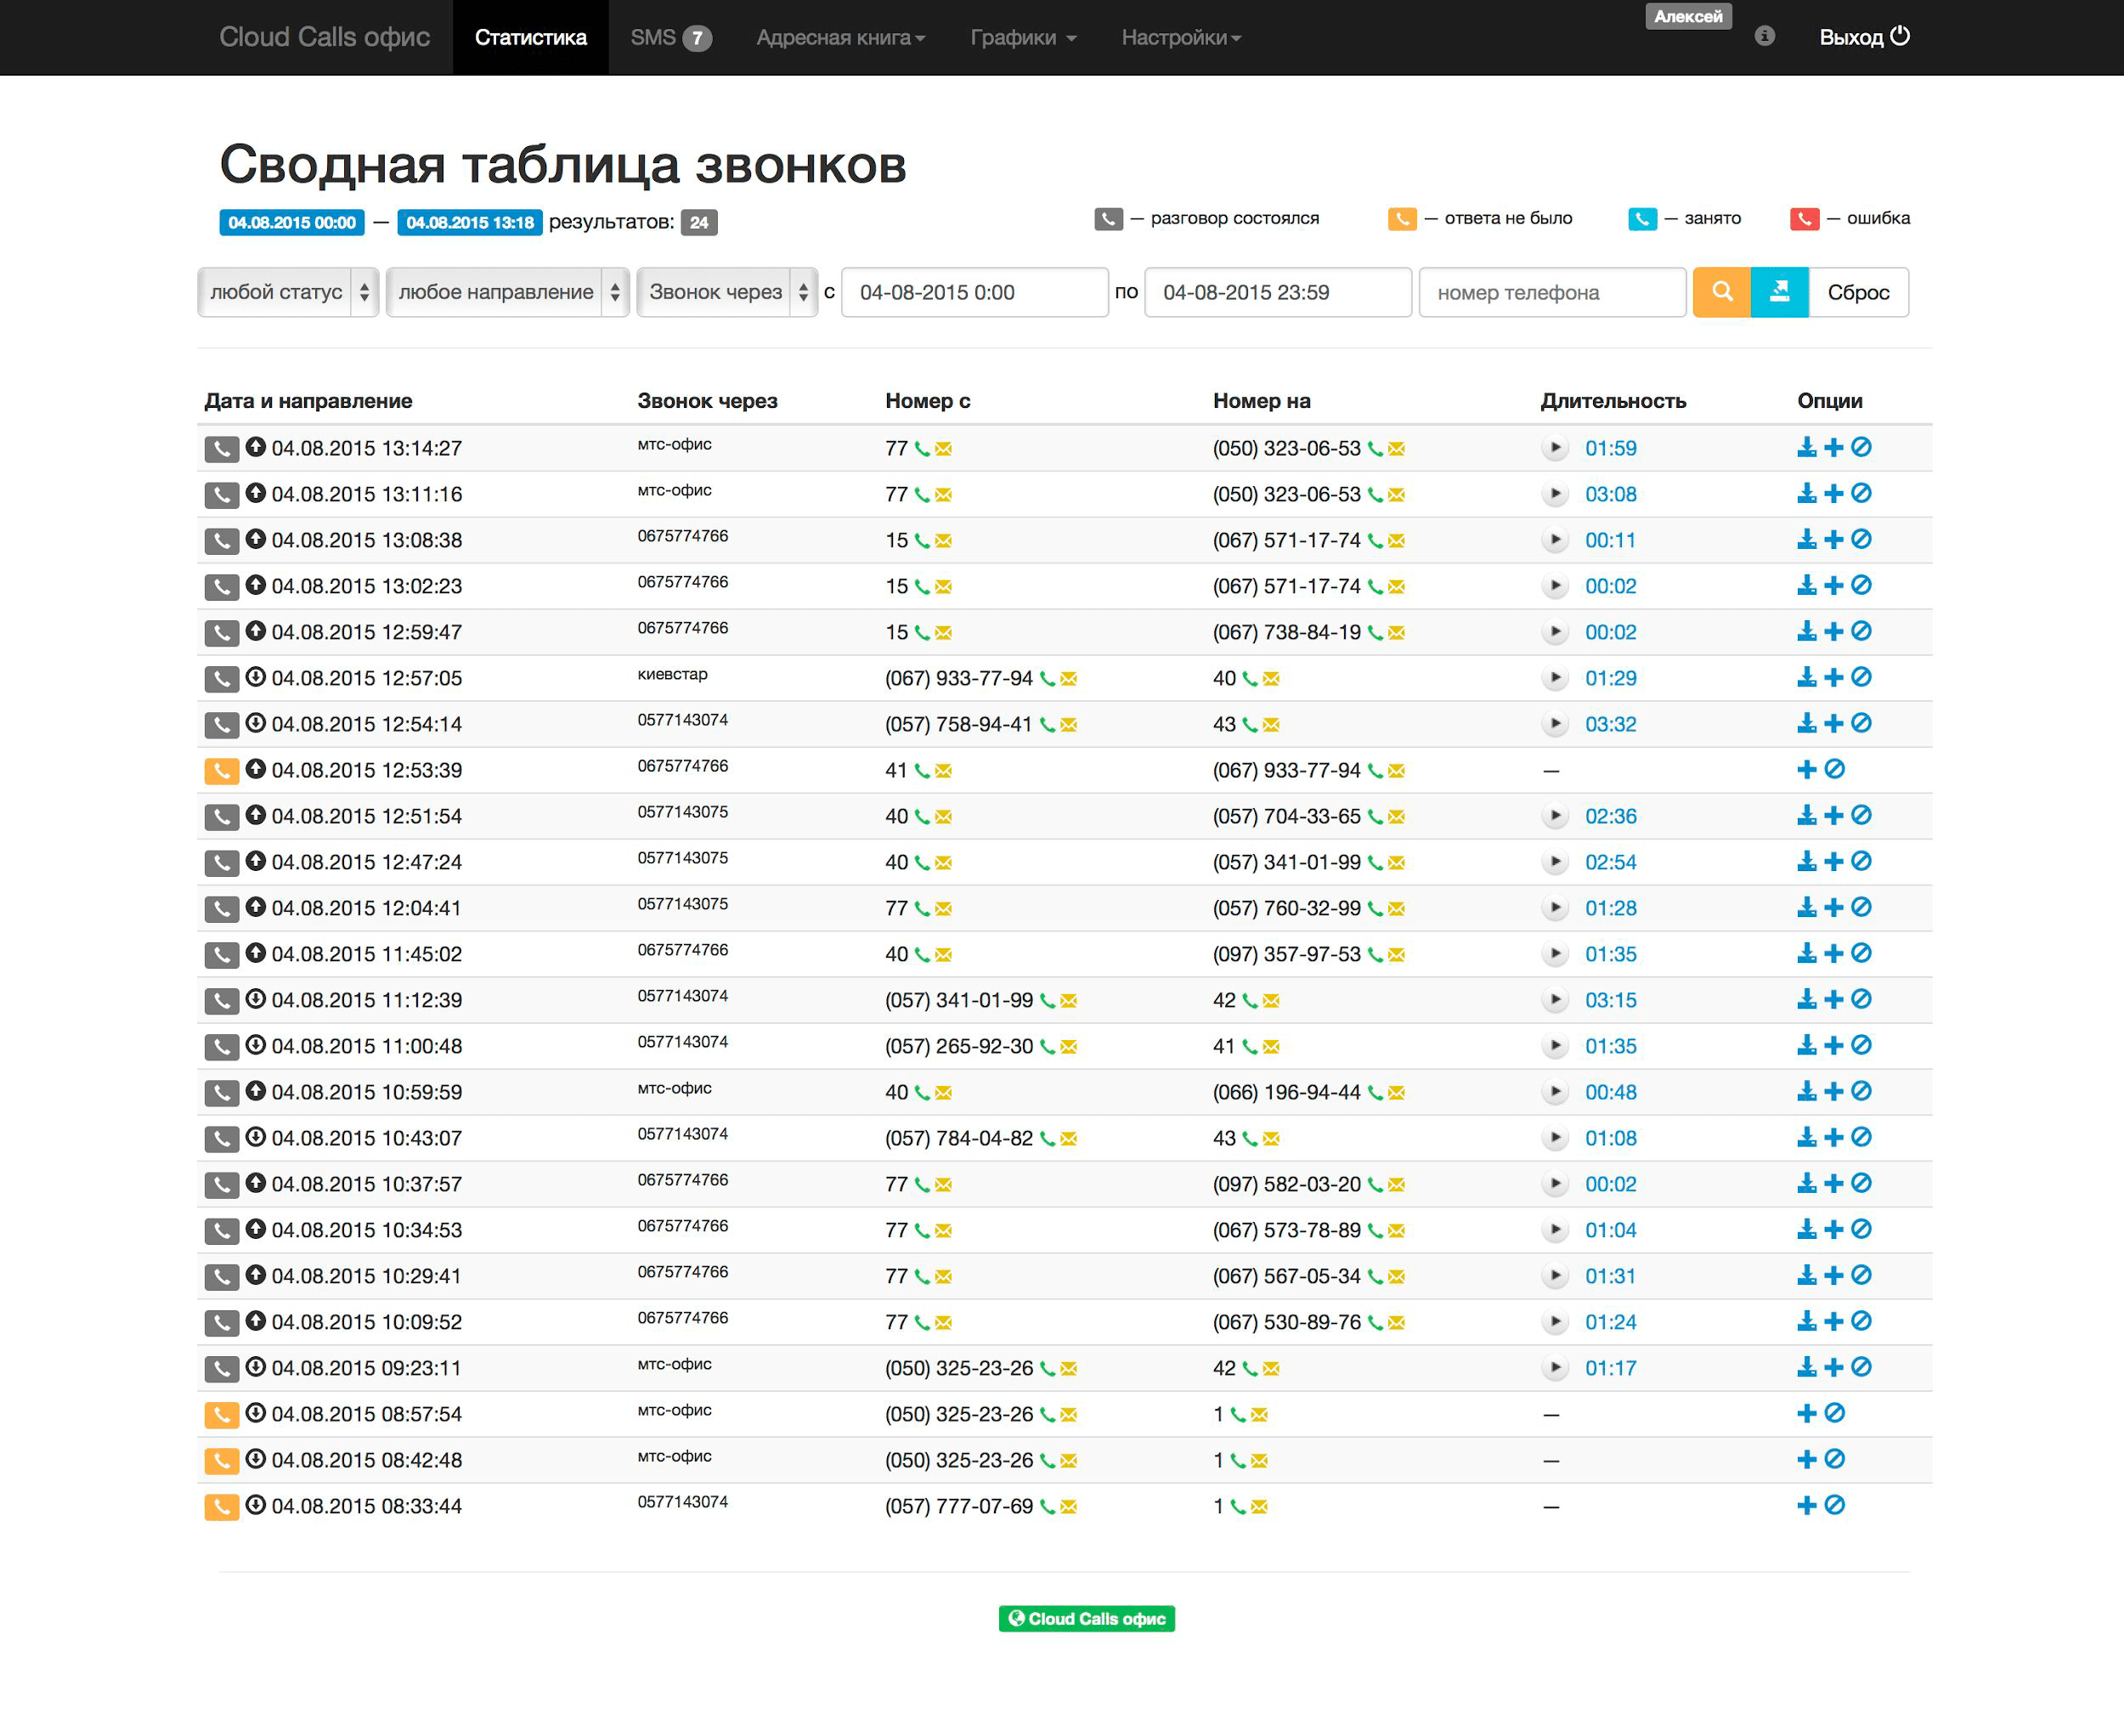 Cloud Calls офис Статистика SMS 7 Адресная книга Графики Настройки Алексей Выход
Сводная таблица звонков
04.08.2015 00:00 — 04.08.2015 13:18 результатов: 24 — разговор состоялся — ответа не было — занято — ошибка
любой статус любое направление Звонок через с 04-08-2015 0:00 по 04-08-2015 23:59 номер телефона Сброс
Дата и направление Звонок через Номер с Номер на Длительность Опции
04.08.2015 13:14:27 мтс-офис 77 (050) 323-06-53 01:59
04.08.2015 13:11:16 мтс-офис 77 (050) 323-06-53 03:08
04.08.2015 13:08:38 0675774766 15 (067) 571-17-74 00:11
04.08.2015 13:02:23 0675774766 15 (067) 571-17-74 00:02
04.08.2015 12:59:47 0675774766 15 (067) 738-84-19 00:02
04.08.2015 12:57:05 киевстар (067) 933-77-94 40 01:29
04.08.2015 12:54:14 0577143074 (057) 758-94-41 43 03:32
04.08.2015 12:53:39 0675774766 41 (067) 933-77-94 —
04.08.2015 12:51:54 0577143075 40 (057) 704-33-65 02:36
04.08.2015 12:47:24 0577143075 40 (057) 341-01-99 02:54
04.08.2015 12:04:41 0577143075 77 (057) 760-32-99 01:28
04.08.2015 11:45:02 0675774766 40 (097) 357-97-53 01:35
04.08.2015 11:12:39 0577143074 (057) 341-01-99 42 03:15
04.08.2015 11:00:48 0577143074 (057) 265-92-30 41 01:35
04.08.2015 10:59:59 мтс-офис 40 (066) 196-94-44 00:48
04.08.2015 10:43:07 0577143074 (057) 784-04-82 43 01:08
04.08.2015 10:37:57 0675774766 77 (097) 582-03-20 00:02
04.08.2015 10:34:53 0675774766 77 (067) 573-78-89 01:04
04.08.2015 10:29:41 0675774766 77 (067) 567-05-34 01:31
04.08.2015 10:09:52 0675774766 77 (067) 530-89-76 01:24
04.08.2015 09:23:11 мтс-офис (050) 325-23-26 42 01:17
04.08.2015 08:57:54 мтс-офис (050) 325-23-26 1 —
04.08.2015 08:42:48 мтс-офис (050) 325-23-26 1 —
04.08.2015 08:33:44 0577143074 (057) 777-07-69 1 —
Cloud Calls офис